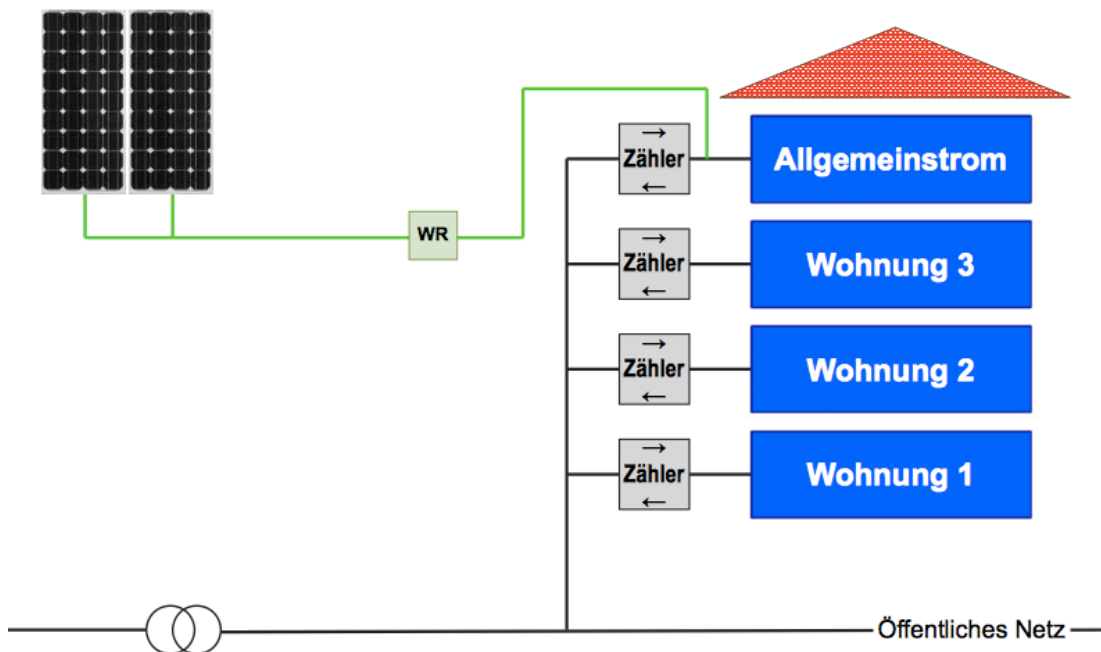 →
Zähler
←
Allgemeinstrom
WR
→
Zähler
←
Wohnung 3
→
Zähler
←
Wohnung 2
→
Zähler
←
Wohnung 1
Öffentliches Netz